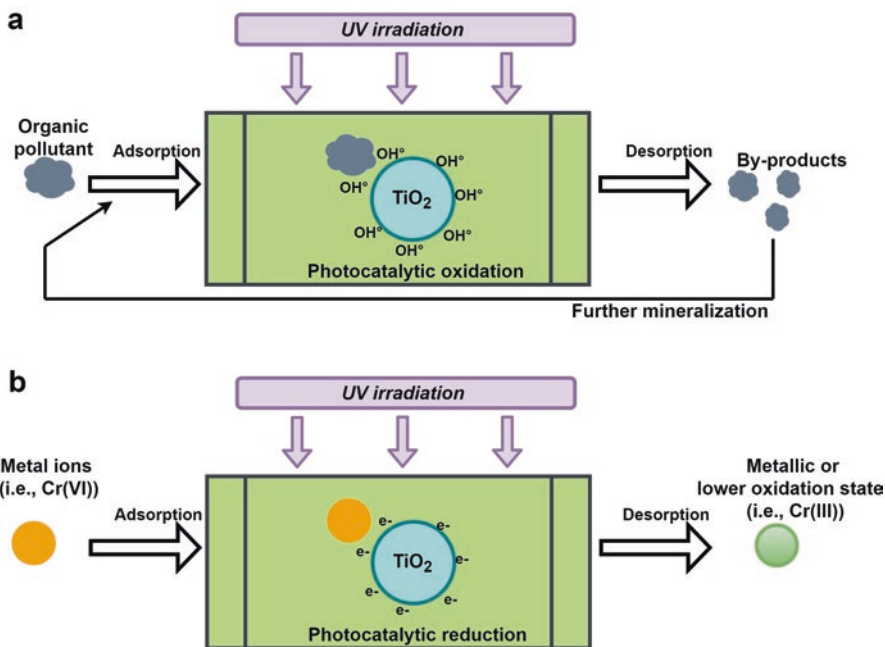 a
UV irradiation
Organic
pollutant
Adsorption
OH°
OH°
OH°
OH°
OH°
OH°
OH°
TiO₂
Photocatalytic oxidation
Desorption
By-products
Further mineralization
b
UV irradiation
Metal ions
(i.e., Cr(VI))
Adsorption
e-
e-
e-
e-
e-
e-
e-
TiO₂
Photocatalytic reduction
Desorption
Metallic or
lower oxidation state
(i.e., Cr(III))